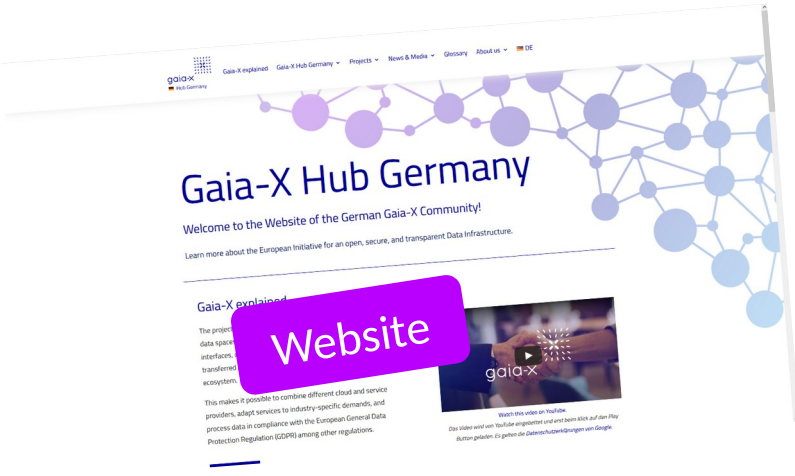 gaia-x
Hub Germany
Gaia-X explained Gaia-X Hub Germany Projects News & Media Glossary About us DE
Gaia-X Hub Germany
Welcome to the Website of the German Gaia-X Community!
Learn more about the European Initiative for an open, secure, and transparent Data Infrastructure.
Gaia-X explained
The project
data spaces
interfaces,
transferred
ecosystem.
This makes it possible to combine different cloud and service
providers, adapt services to industry-specific demands, and
process data in compliance with the European General Data
Protection Regulation (GDPR) among other regulations.
Website
gaia-x
Watch this video on YouTube.
Das Video wird von YouTube eingebettet und erst beim Klick auf den Play
Button geladen. Es gelten die Datenschutzerklärungen von Google.